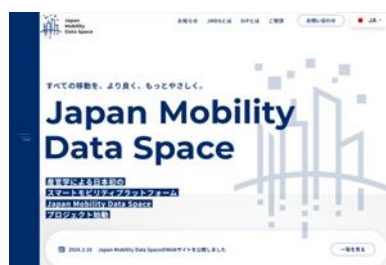 Japan
Mobility
Data Space
お知らせ JMDSとは SIPとは ご挨拶 お問い合わせ JA
すべての移動を、より良く、もっとやさしく。
Japan Mobility
Data Space
産官学による日本初の
スマートモビリティプラットフォーム
Japan Mobility Data Space
プロジェクト始動
2024.3.18 Japan Mobility Data SpaceのWebサイトを公開しました
一覧を見る